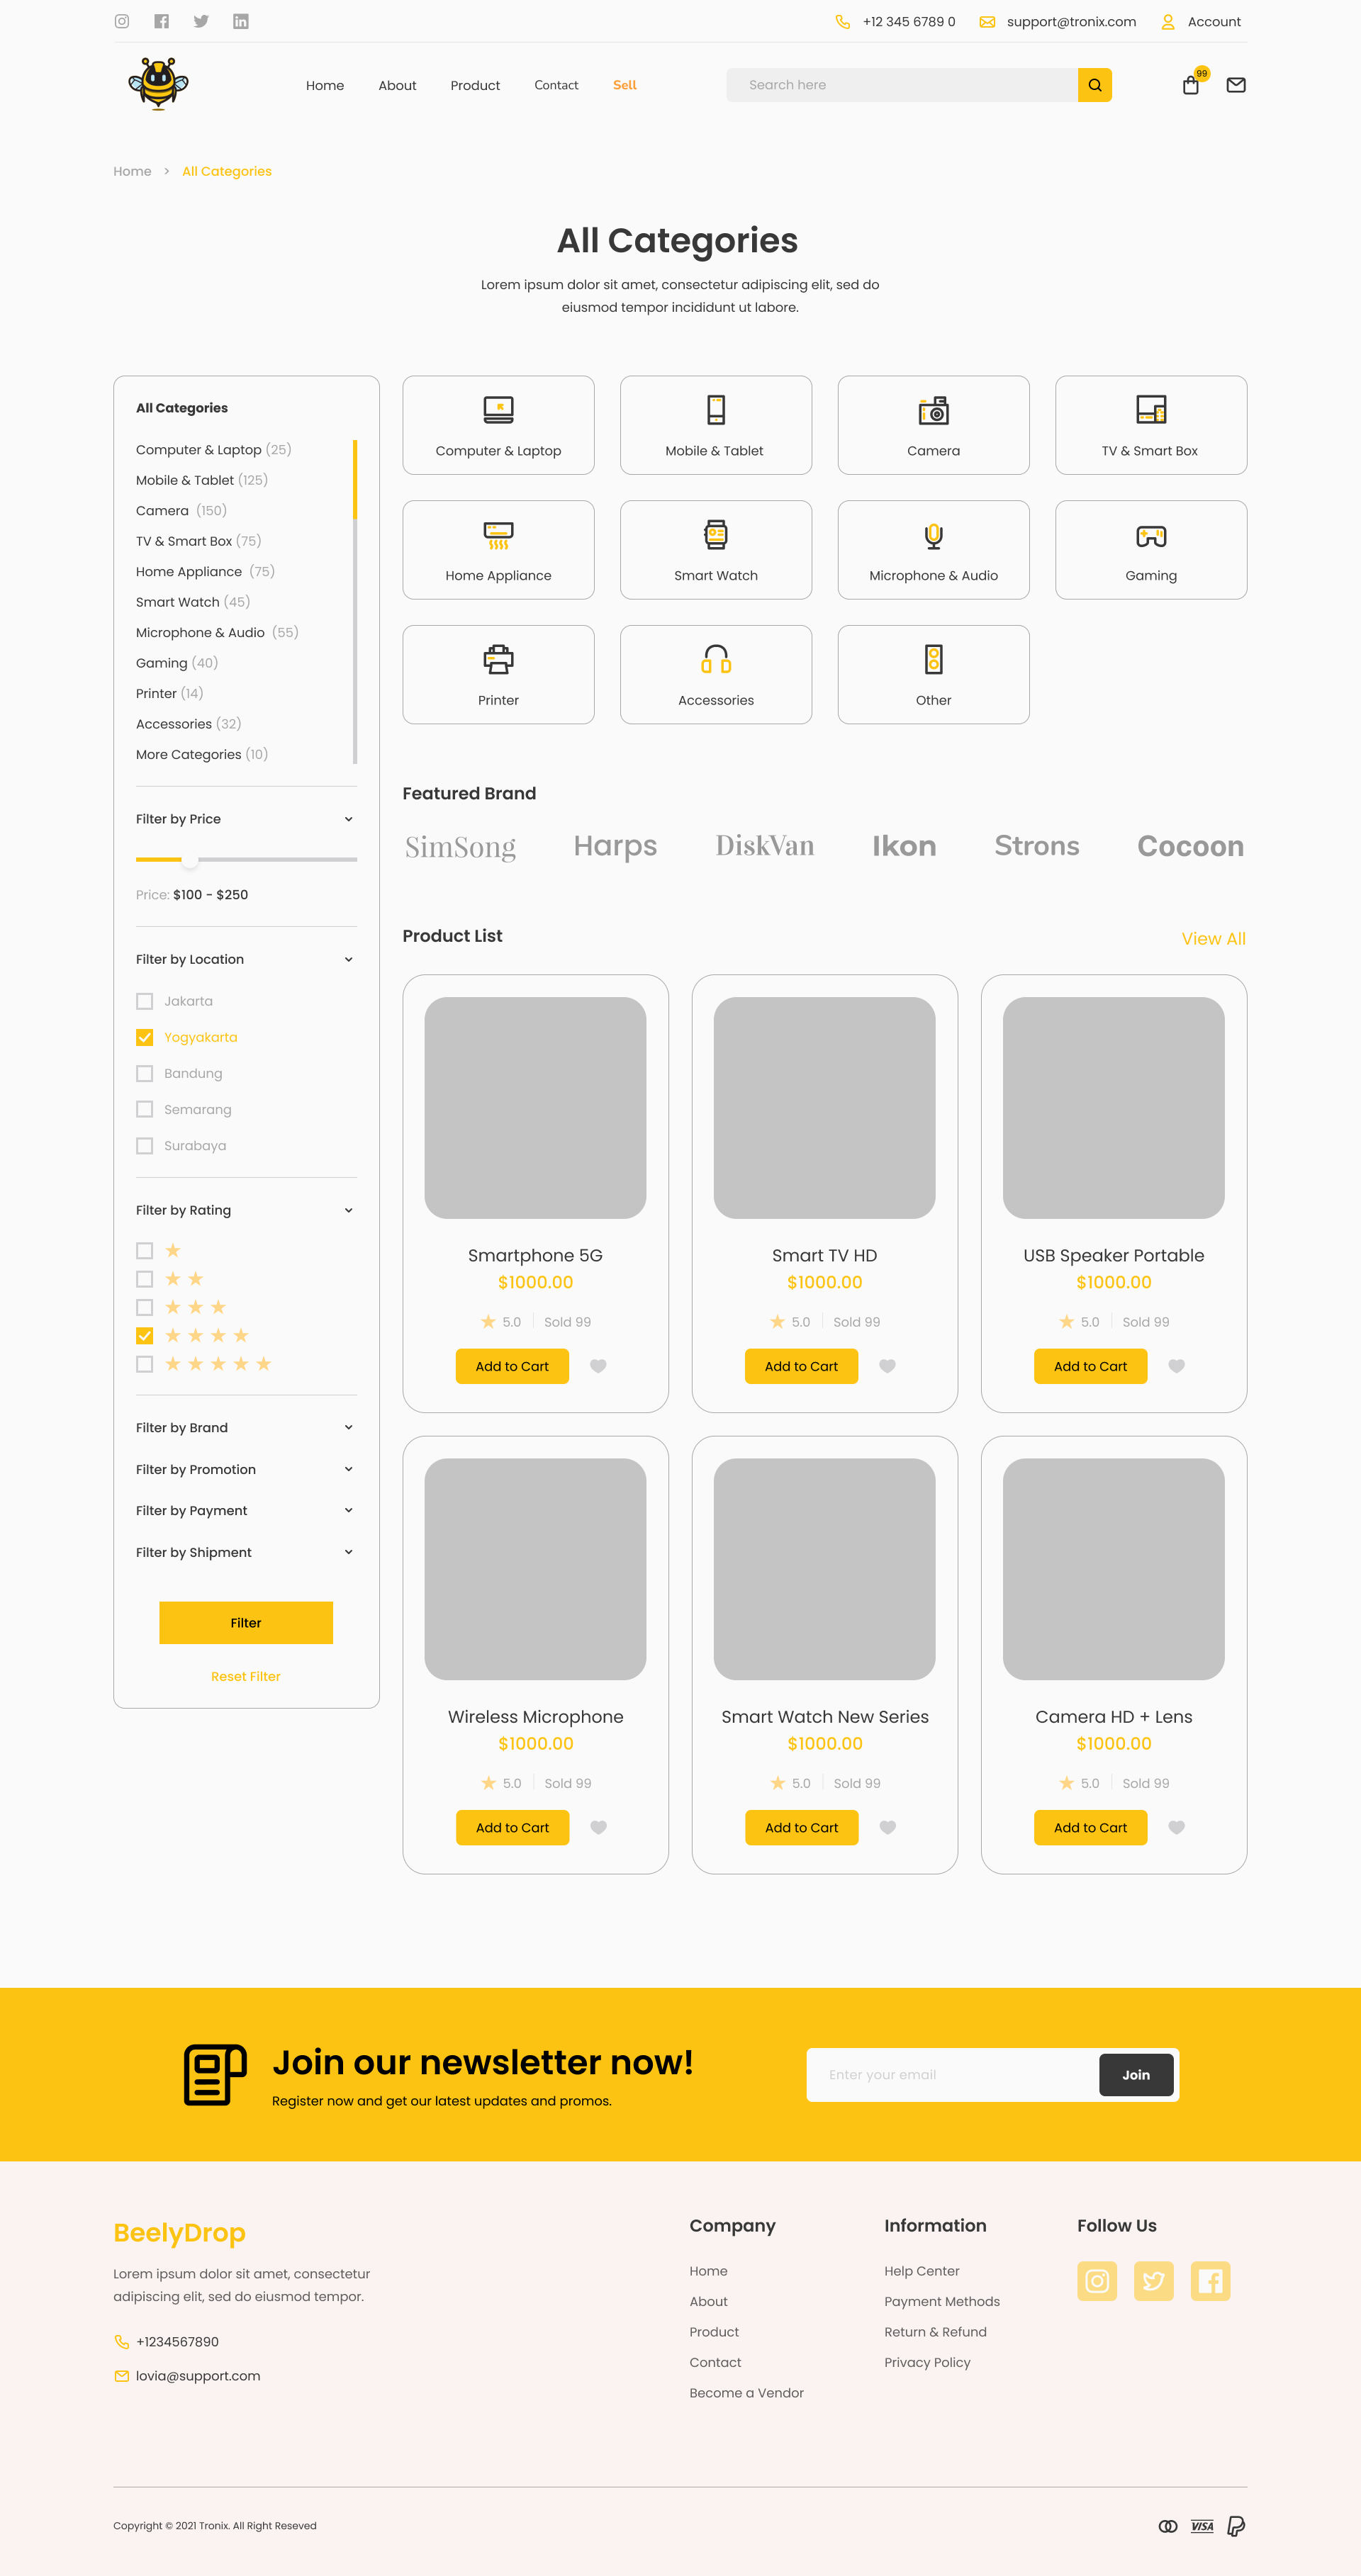 +12 345 6789 0
support@tronix.com
Account
Home
About
Product
Contact
Sell
Search here
99
Home > All Categories
All Categories
Lorem ipsum dolor sit amet, consectetur adipiscing elit, sed do
eiusmod tempor incididunt ut labore.
All Categories
Computer & Laptop (25)
Mobile & Tablet (125)
Camera (150)
TV & Smart Box (75)
Home Appliance (75)
Smart Watch (45)
Microphone & Audio (55)
Gaming (40)
Printer (14)
Accessories (32)
More Categories (10)
Filter by Price
Price: $100 - $250
Filter by Location
Jakarta
Yogyakarta
Bandung
Semarang
Surabaya
Filter by Rating
Filter by Brand
Filter by Promotion
Filter by Payment
Filter by Shipment
Filter
Reset Filter
Computer & Laptop
Mobile & Tablet
Camera
TV & Smart Box
Home Appliance
Smart Watch
Microphone & Audio
Gaming
Printer
Accessories
Other
Featured Brand
SimSong
Harps
DiskVan
Ikon
Strons
Cocoon
Product List
View All
Smartphone 5G
$1000.00
5.0
Sold 99
Add to Cart
Smart TV HD
$1000.00
5.0
Sold 99
Add to Cart
USB Speaker Portable
$1000.00
5.0
Sold 99
Add to Cart
Wireless Microphone
$1000.00
5.0
Sold 99
Add to Cart
Smart Watch New Series
$1000.00
5.0
Sold 99
Add to Cart
Camera HD + Lens
$1000.00
5.0
Sold 99
Add to Cart
Join our newsletter now!
Register now and get our latest updates and promos.
Enter your email
Join
BeelyDrop
Lorem ipsum dolor sit amet, consectetur
adipiscing elit, sed do eiusmod tempor.
+1234567890
lovia@support.com
Company
Home
About
Product
Contact
Become a Vendor
Information
Help Center
Payment Methods
Return & Refund
Privacy Policy
Follow Us
Copyright © 2021 Tronix. All Right Reseved
VISA